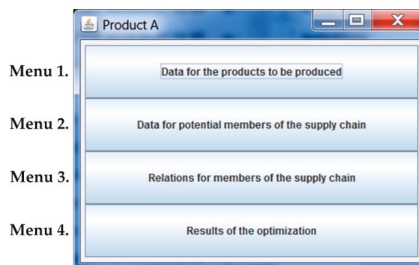 Product A
Menu 1. Data for the products to be produced
Menu 2. Data for potential members of the supply chain
Menu 3. Relations for members of the supply chain
Menu 4. Results of the optimization